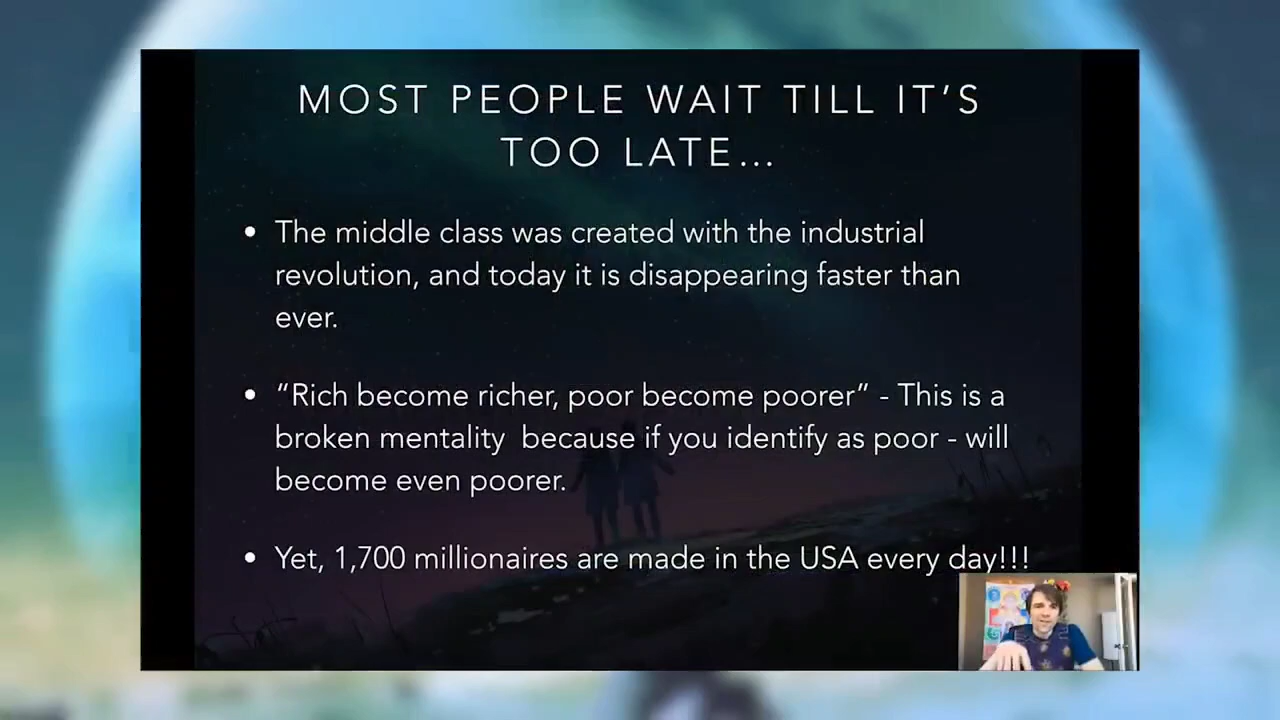 MOST PEOPLE WAIT TILL IT’S
TOO LATE…
• The middle class was created with the industrial
revolution, and today it is disappearing faster than
ever.
• “Rich become richer, poor become poorer” - This is a
broken mentality  because if you identify as poor - will
become even poorer.
• Yet, 1,700 millionaires are made in the USA every day!!!